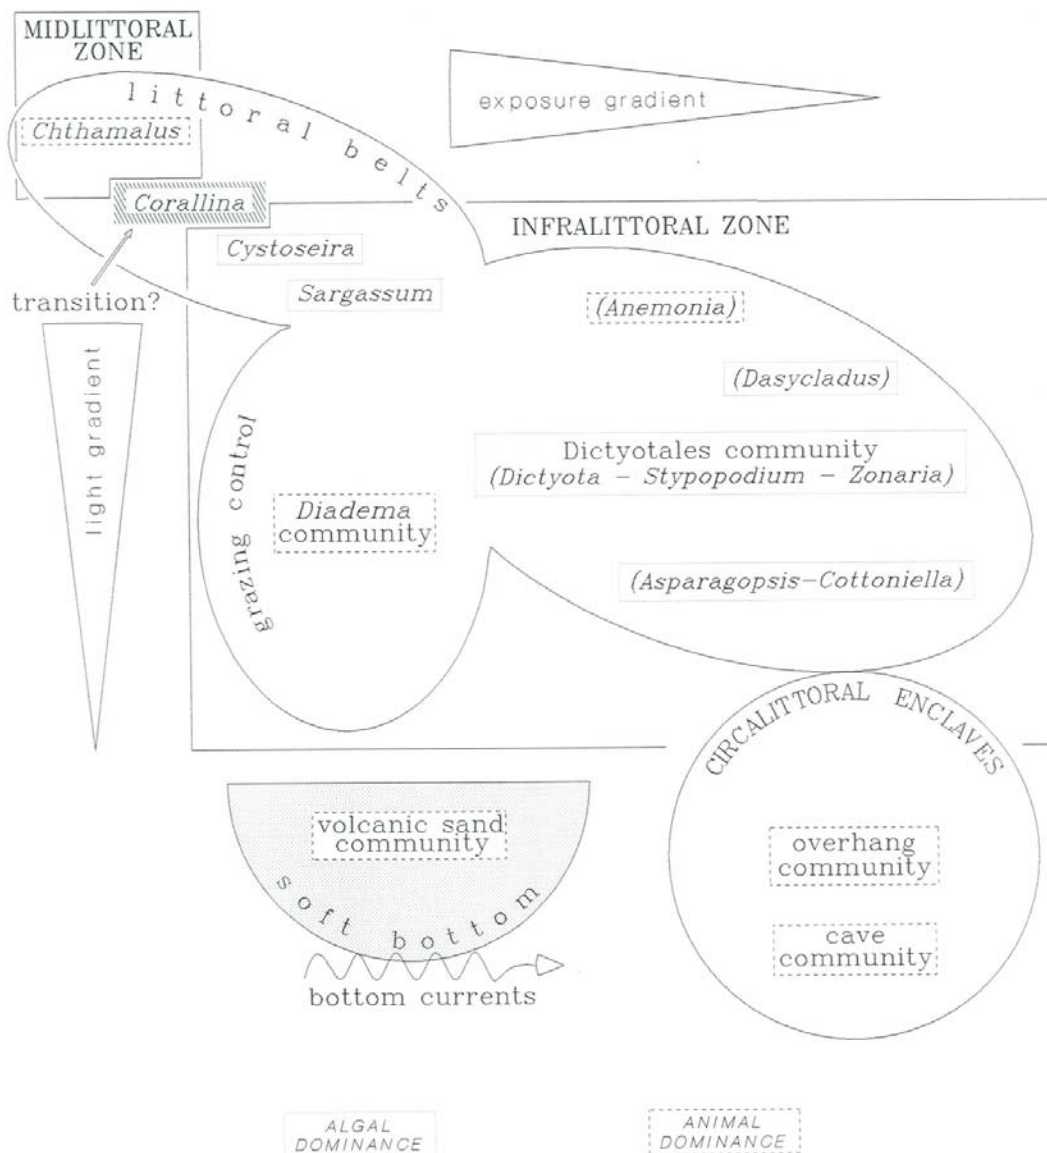 MIDLITTORAL
ZONE
littoral belts
exposure gradient
Chthamalus
Corallina
INFRALITTORAL ZONE
Cystoseira
transition?
Sargassum
(Anemonia)
light gradient
(Dasycladus)
grazing control
Dictyotales community
(Dictyota – Stypopodium – Zonaria)
Diadema
community
(Asparagopsis–Cottoniella)
CIRCALITTORAL ENCLAVES
volcanic sand
community
soft bottom
bottom currents
overhang
community
cave
community
ALGAL
DOMINANCE
ANIMAL
DOMINANCE